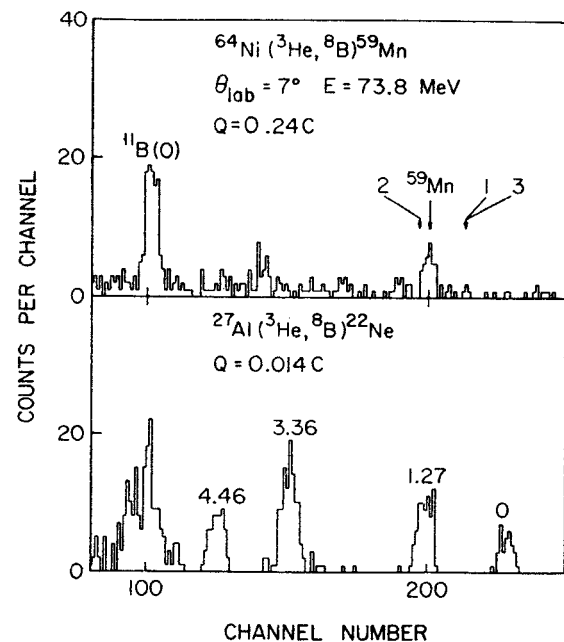 ⁶⁴Ni (³He, ⁸B)⁵⁹Mn
θlab = 7° E = 73.8 MeV
Q = 0.24 C
¹¹B(0)
2 ⁵⁹Mn 1 3
40
20
0
COUNTS PER CHANNEL
²⁷Al (³He, ⁸B)²²Ne
Q = 0.014 C
4.46
3.36
1.27
0
20
0
100
200
CHANNEL NUMBER